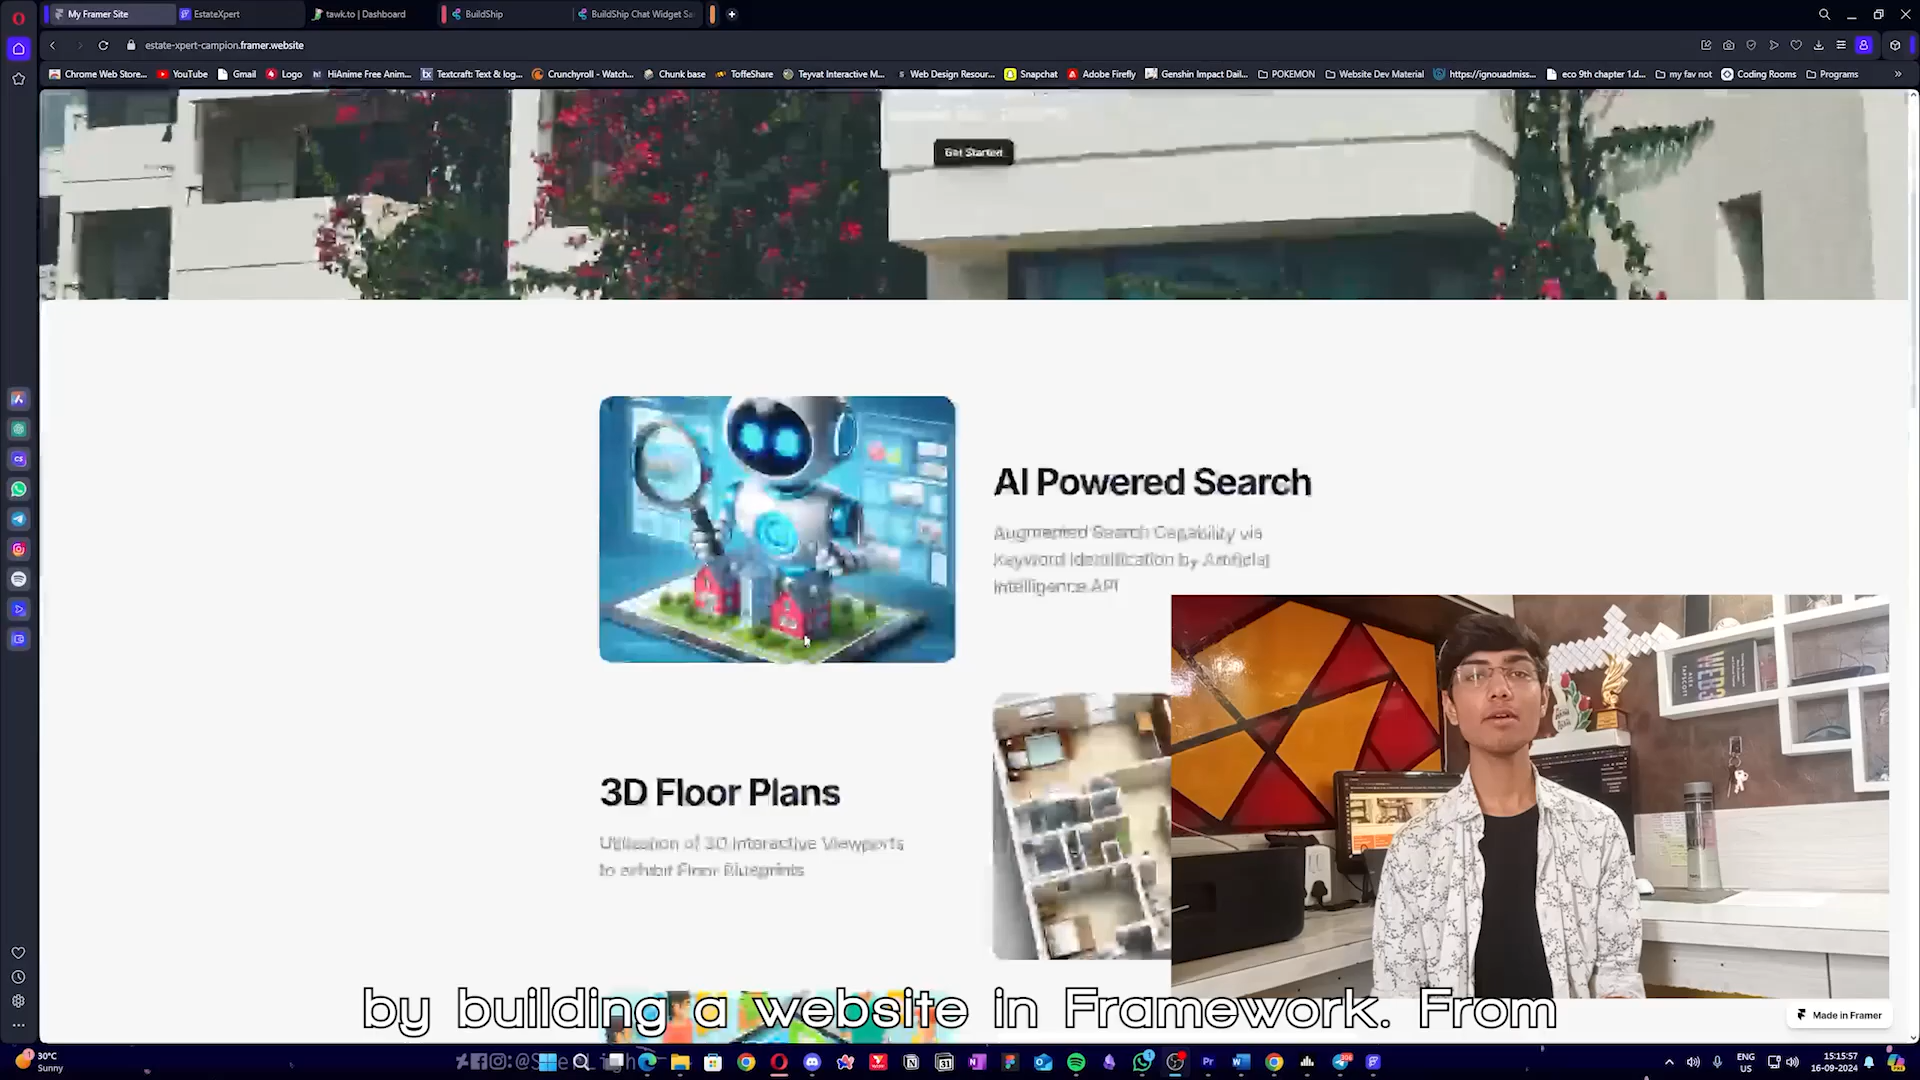 My Framer Site
EstateXpert
tawk.to | Dashboard
BuildShip
BuildShip Chat Widget Sa
estate-xpert-campion.framer.website
Chrome Web Store...
YouTube
Gmail
Logo
HiAnime Free Anim...
Textcraft: Text & log...
Crunchyroll - Watch...
Chunk base
ToffeShare
Teyvat Interactive M...
Web Design Resour...
Snapchat
Adobe Firefly
Genshin Impact Dail...
POKEMON
Website Dev Material
https://ignouadmiss...
eco 9th chapter 1.d...
my fav not
Coding Rooms
Programs
Get Started
AI Powered Search
Augmented Search Capability via
Keyword Identification by Artificial
Intelligence API
3D Floor Plans
Utilisation of 3D Interactive Viewports
to exhibit Floor Blueprints
WEB3
by building a website in Framework. From
Made in Framer
30°C
Sunny
ENG
US
15:15:57
16-09-2024